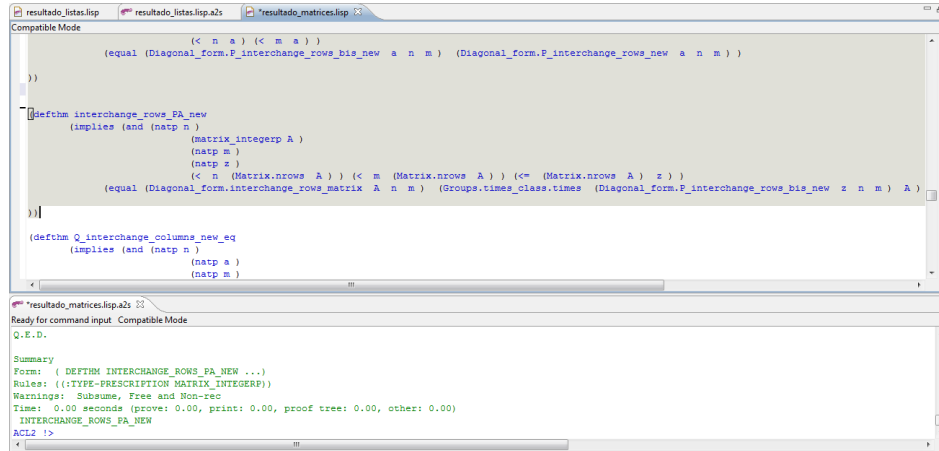 resultado_listas.lisp resultado_listas.lisp.a2s *resultado_matrices.lisp
Compatible Mode
(< n a ) (< m a ) )
(equal (Diagonal_form.P_interchange_rows_bis_new a n m ) (Diagonal_form.P_interchange_rows_new a n m ) )
))
(defthm interchange_rows_PA_new
(implies (and (natp n )
(matrix_integerp A )
(natp m )
(natp z )
(< n (Matrix.nrows A ) ) (< m (Matrix.nrows A ) ) (<= (Matrix.nrows A ) z ) )
(equal (Diagonal_form.interchange_rows_matrix A n m ) (Groups.times_class.times (Diagonal_form.P_interchange_rows_bis_new z n m ) A )
))
(defthm Q_interchange_columns_new_eq
(implies (and (natp n )
(natp a )
(natp m )
*resultado_matrices.lisp.a2s
Ready for command input Compatible Mode
Q.E.D.
Summary
Form: ( DEFTHM INTERCHANGE_ROWS_PA_NEW ...)
Rules: ((:TYPE-PRESCRIPTION MATRIX_INTEGERP))
Warnings: Subsume, Free and Non-rec
Time: 0.00 seconds (prove: 0.00, print: 0.00, proof tree: 0.00, other: 0.00)
INTERCHANGE_ROWS_PA_NEW
ACL2 !>